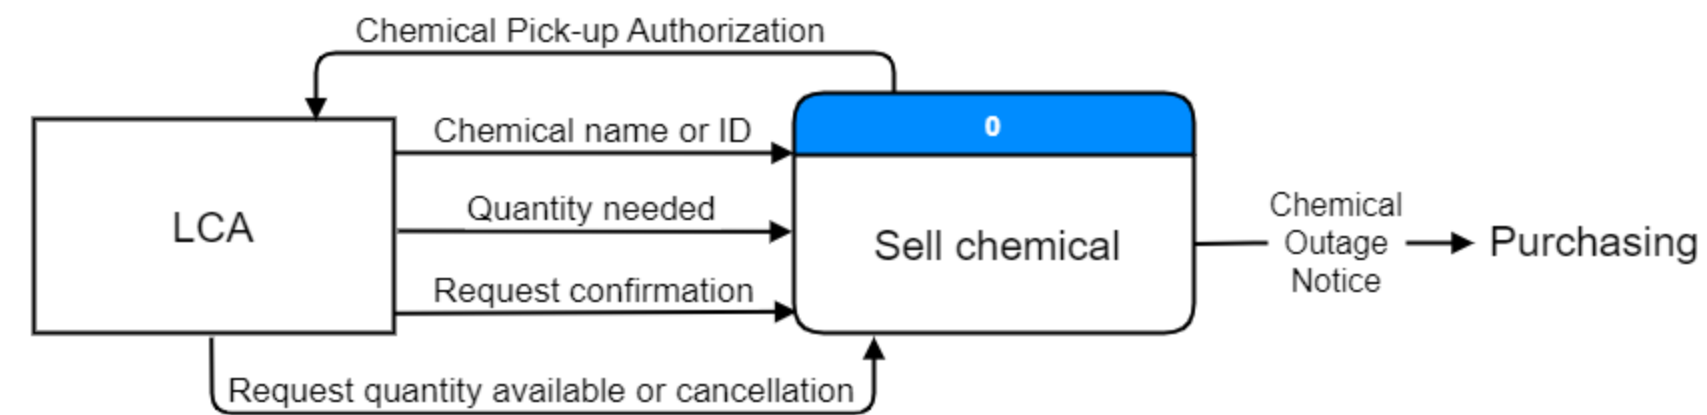 Chemical Pick-up Authorization
0
Chemical name or ID
LCA
Quantity needed
Sell chemical
Chemical
Outage
Notice
Purchasing
Request confirmation
Request quantity available or cancellation